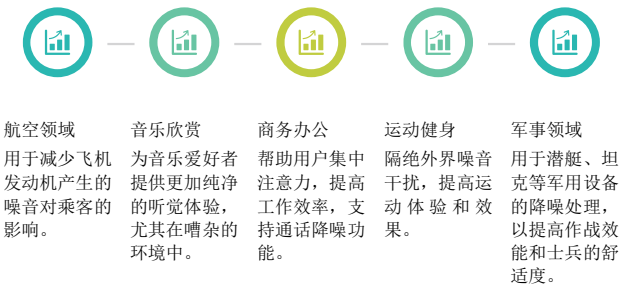 航空领域
用于减少飞机
发动机产生的
噪音对乘客的
影响。
音乐欣赏
为音乐爱好者
提供更加纯净
的听觉体验，
尤其在嘈杂的
环境中。
商务办公
帮助用户集中
注意力，提高
工作效率，支
持通话降噪功
能。
运动健身
隔绝外界噪音
干扰，提高运
动体验和效
果。
军事领域
用于潜艇、坦
克等军用设备
的降噪处理，
以提高作战效
能和士兵的舒
适度。